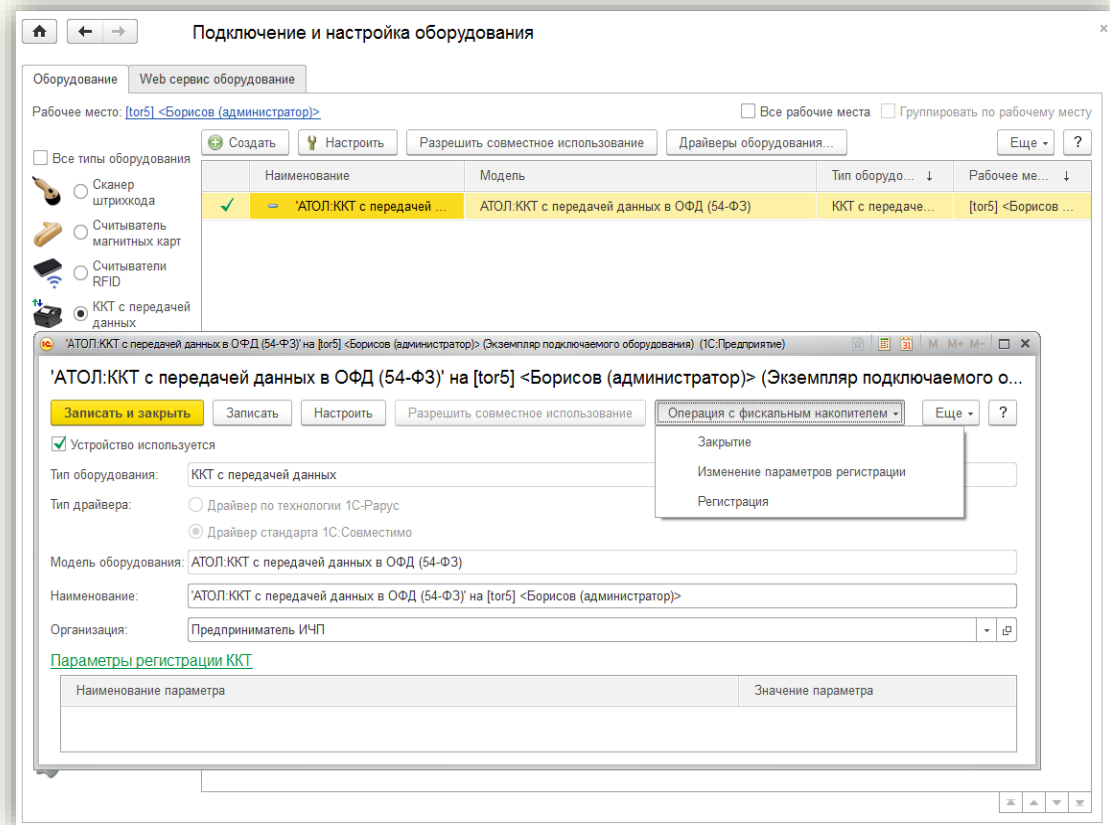 Подключение и настройка оборудования
Оборудование
Web сервис оборудование
Рабочее место: [tor5] <Борисов (администратор)>
Все рабочие места
Группировать по рабочему месту
Все типы оборудования
Создать
Настроить
Разрешить совместное использование
Драйверы оборудования...
Еще
?
Наименование
Модель
Тип оборудо... ↓
Рабочее ме... ↓
'АТОЛ:ККТ с передачей ...
АТОЛ:ККТ с передачей данных в ОФД (54-ФЗ)
ККТ с передаче...
[tor5] <Борисов ...
Сканер
штрихкода
Считыватель
магнитных карт
Считыватели
RFID
ККТ с передачей
данных
1С 'АТОЛ:ККТ с передачей данных в ОФД (54-ФЗ)' на [tor5] <Борисов (администратор)> (Экземпляр подключаемого оборудования) (1С:Предприятие)
31
M M+ M-
'АТОЛ:ККТ с передачей данных в ОФД (54-ФЗ)' на [tor5] <Борисов (администратор)> (Экземпляр подключаемого о...
Записать и закрыть
Записать
Настроить
Разрешить совместное использование
Операция с фискальным накопителем
Еще
?
Закрытие
Изменение параметров регистрации
Регистрация
Устройство используется
Тип оборудования: ККТ с передачей данных
Тип драйвера: Драйвер по технологии 1С-Рарус
Драйвер стандарта 1С:Совместимо
Модель оборудования: АТОЛ:ККТ с передачей данных в ОФД (54-ФЗ)
Наименование: 'АТОЛ:ККТ с передачей данных в ОФД (54-ФЗ)' на [tor5] <Борисов (администратор)>
Организация: Предприниматель ИЧП
Параметры регистрации ККТ
Наименование параметра
Значение параметра